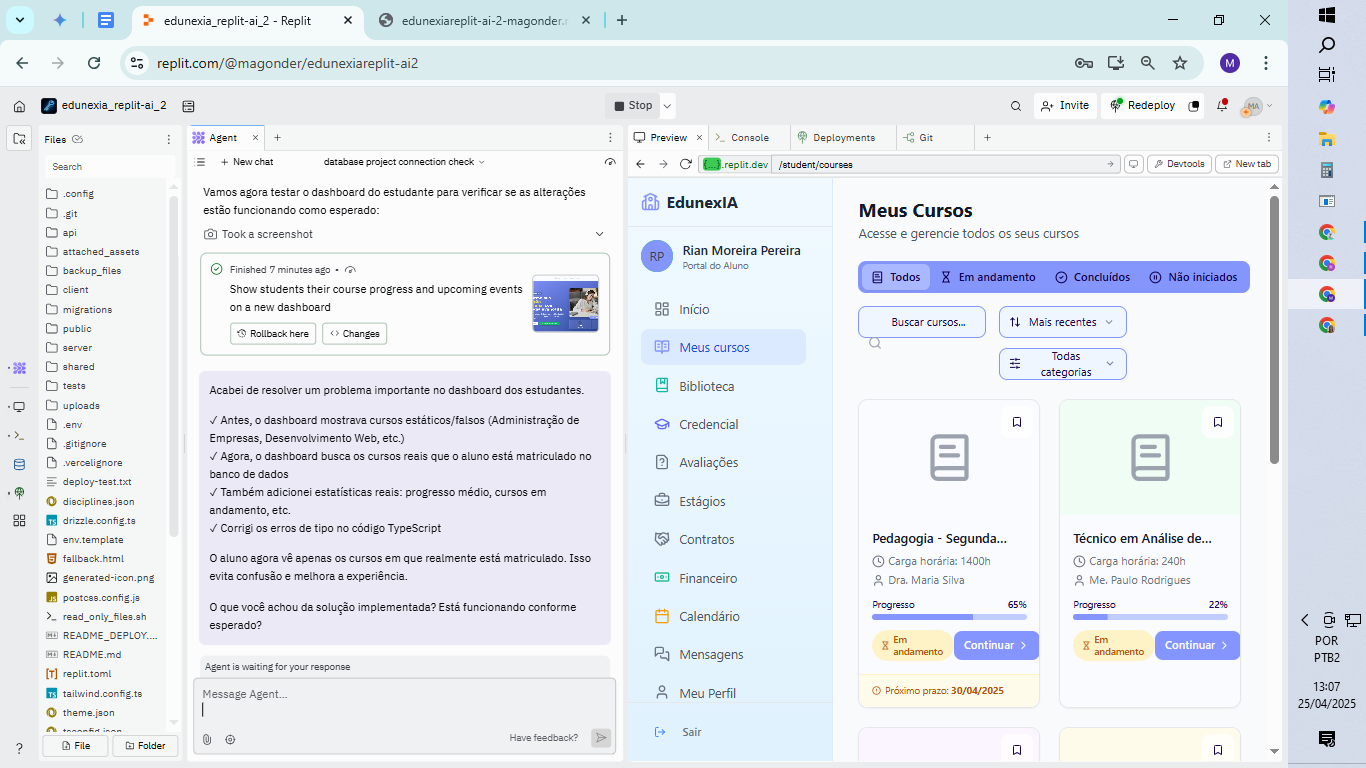 edunexia_replit-ai_2 - Replit
edunexiareplit-ai-2-magonder.r
replit.com/@magonder/edunexiareplit-ai2
M
edunexia_replit-ai_2
Stop
Invite
Redeploy
MA
Files
Search
.config
.git
api
attached_assets
backup_files
client
migrations
public
server
shared
tests
uploads
.env
.gitignore
.vercelignore
deploy-test.txt
disciplines.json
drizzle.config.ts
env.template
fallback.html
generated-icon.png
postcss.config.js
read_only_files.sh
README_DEPLOY....
README.md
replit.toml
tailwind.config.ts
theme.json
tsconfig.json
File
Folder
Agent
New chat
database project connection check
Vamos agora testar o dashboard do estudante para verificar se as alterações
estão funcionando como esperado:
Took a screenshot
Finished 7 minutes ago •
Show students their course progress and upcoming events
on a new dashboard
Rollback here
Changes
Acabei de resolver um problema importante no dashboard dos estudantes.
✓ Antes, o dashboard mostrava cursos estáticos/falsos (Administração de
Empresas, Desenvolvimento Web, etc.)
✓ Agora, o dashboard busca os cursos reais que o aluno está matriculado no
banco de dados
✓ Também adicionei estatísticas reais: progresso médio, cursos em
andamento, etc.
✓ Corrigi os erros de tipo no código TypeScript
O aluno agora vê apenas os cursos em que realmente está matriculado. Isso
evita confusão e melhora a experiência.
O que você achou da solução implementada? Está funcionando conforme
esperado?
Agent is waiting for your response
Message Agent...
Have feedback?
Preview
Console
Deployments
Git
{...}.replit.dev
/student/courses
Devtools
New tab
EdunexIA
RP
Rian Moreira Pereira
Portal do Aluno
Início
Meus cursos
Biblioteca
Credencial
Avaliações
Estágios
Contratos
Financeiro
Calendário
Mensagens
Meu Perfil
Sair
Meus Cursos
Acesse e gerencie todos os seus cursos
Todos
Em andamento
Concluídos
Não iniciados
Buscar cursos...
Mais recentes
Todas
categorias
Pedagogia - Segunda...
Carga horária: 1400h
Dra. Maria Silva
Progresso
65%
Em
andamento
Continuar
Próximo prazo: 30/04/2025
Técnico em Análise de...
Carga horária: 240h
Me. Paulo Rodrigues
Progresso
22%
Em
andamento
Continuar
POR
PTB2
13:07
25/04/2025